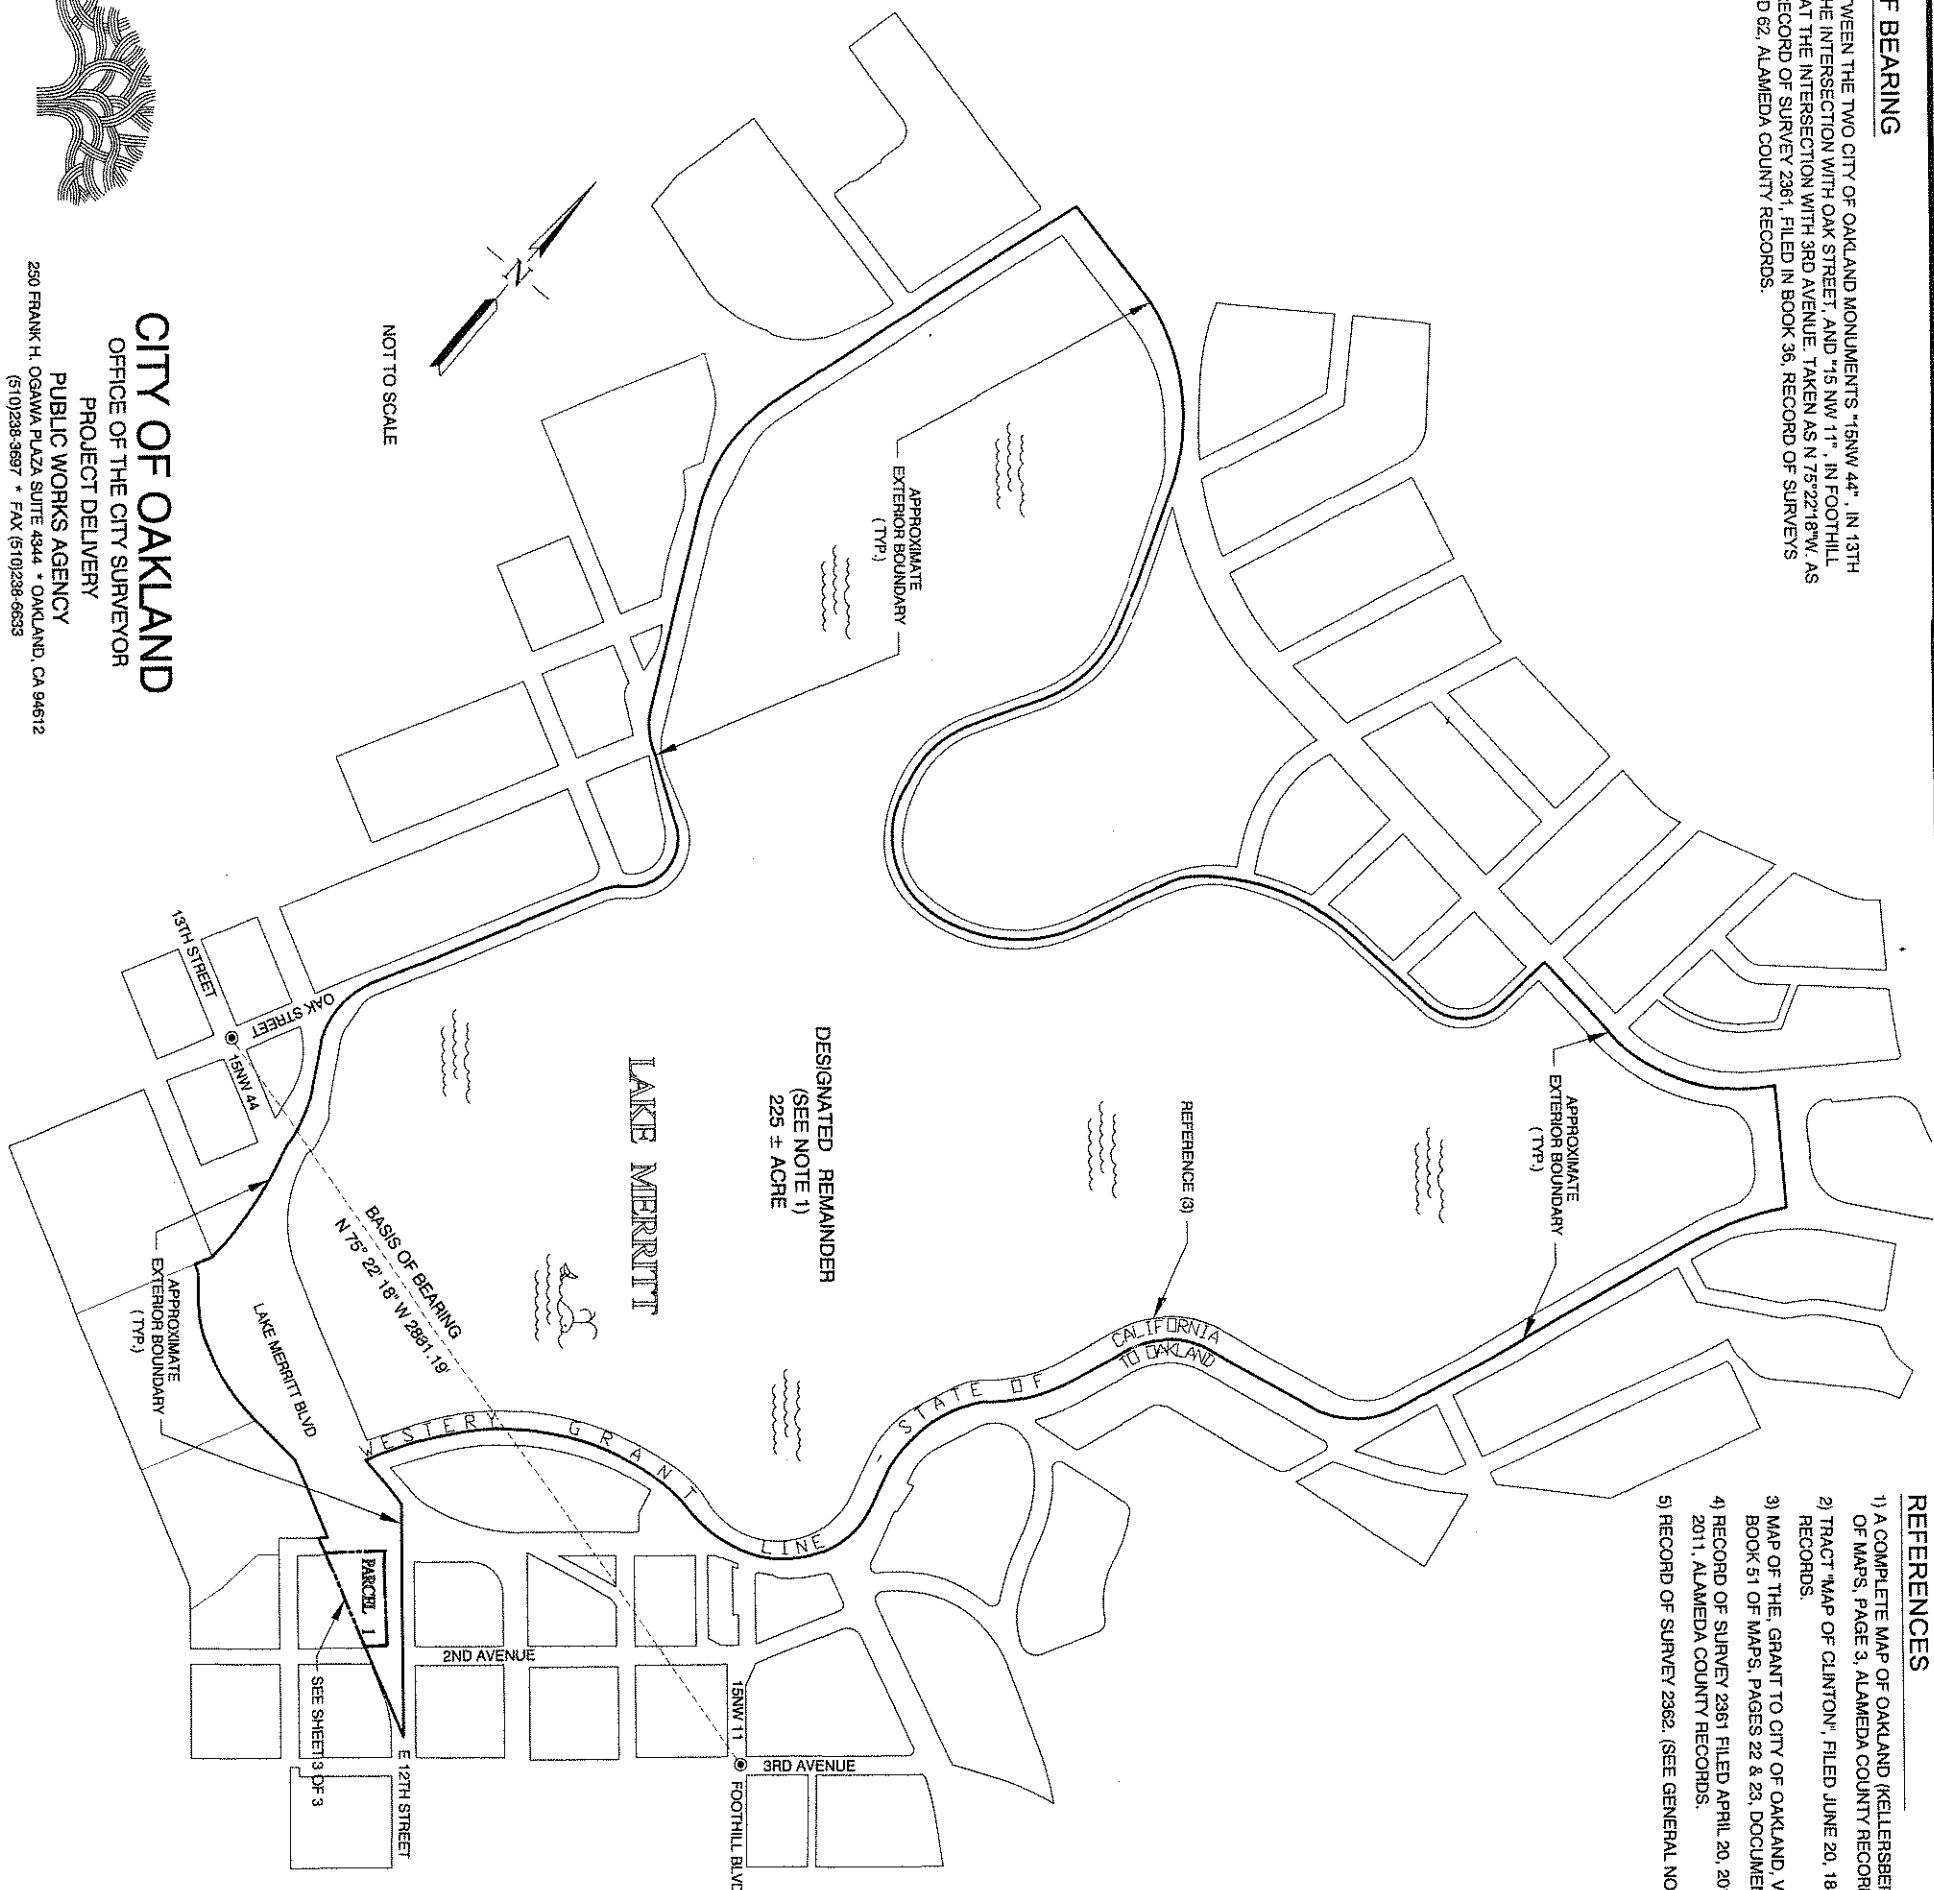 F BEARING
TWEEN THE TWO CITY OF OAKLAND MONUMENTS "15NW 44", IN 13TH
HE INTERSECTION WITH OAK STREET, AND "15 NW 11", IN FOOTHILL
AT THE INTERSECTION WITH 3RD AVENUE. TAKEN AS N 75°22'18"W. AS
RECORD OF SURVEY 2361, FILED IN BOOK 36, RECORD OF SURVEYS
D 62, ALAMEDA COUNTY RECORDS.
REFERENCES
1) A COMPLETE MAP OF OAKLAND (KELLERSBE
OF MAPS, PAGE 3, ALAMEDA COUNTY RECOR
2) TRACT "MAP OF CLINTON", FILED JUNE 20, 18
RECORDS.
3) MAP OF THE, GRANT TO CITY OF OAKLAND, V
BOOK 51 OF MAPS, PAGES 22 & 23, DOCUME
4) RECORD OF SURVEY 2361 FILED APRIL 20, 20
2011, ALAMEDA COUNTY RECORDS.
5) RECORD OF SURVEY 2362. (SEE GENERAL NO
APPROXIMATE
EXTERIOR BOUNDARY
(TYP.)
APPROXIMATE
EXTERIOR BOUNDARY
(TYP.)
REFERENCE (3)
CALIFORNIA
TO OAKLAND
WESTERY GRANT LINE - STATE OF
DESIGNATED REMAINDER
(SEE NOTE 1)
225 ± ACRE
LAKE MERRITT
BASIS OF BEARING
N 75° 22' 18" W 2881.19'
13TH STREET
OAK STREET
15NW 44
LAKE MERRITT BLVD
APPROXIMATE
EXTERIOR BOUNDARY
(TYP.)
PARCEL 1
2ND AVENUE
15NW 11
3RD AVENUE
FOOTHILL BLVD
E 12TH STREET
SEE SHEET 3 OF 3
N
NOT TO SCALE
CITY OF OAKLAND
OFFICE OF THE CITY SURVEYOR
PROJECT DELIVERY
PUBLIC WORKS AGENCY
250 FRANK H. OGAWA PLAZA SUITE 4344 * OAKLAND, CA 94612
(510)238-3697 * FAX (510)238-6633